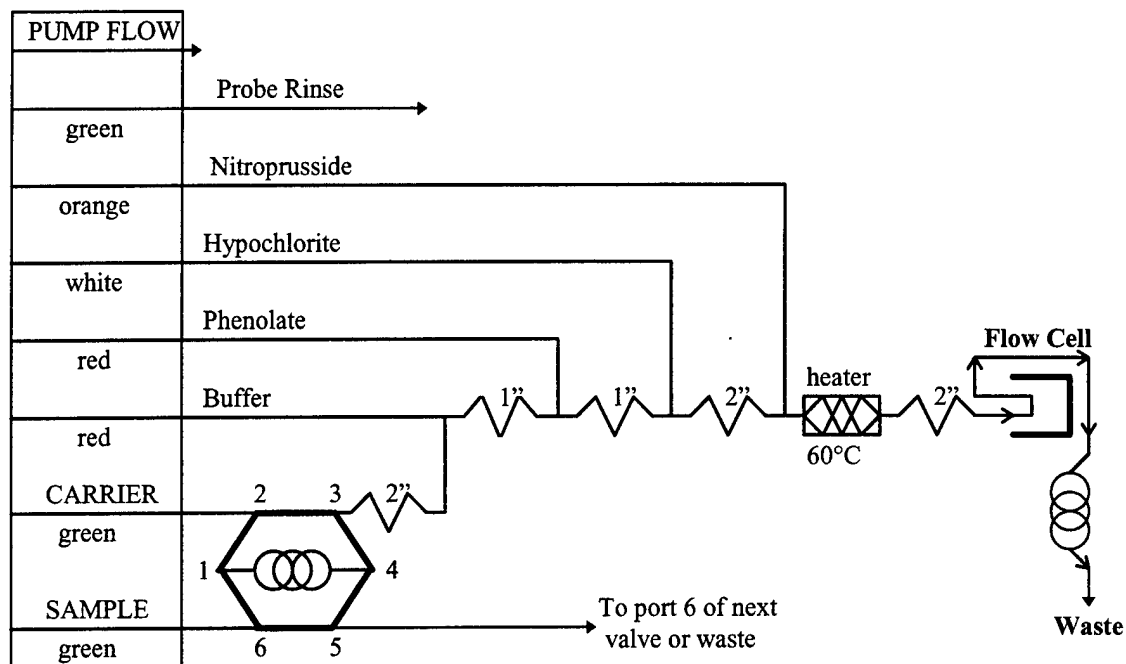 PUMP FLOW
Probe Rinse
green
Nitroprusside
orange
Hypochlorite
white
Phenolate
red
Flow Cell
heater
Buffer
1”
1”
2”
2”
red
60°C
CARRIER
2
3
2”
green
1
4
SAMPLE
To port 6 of next
valve or waste
Waste
green
6
5